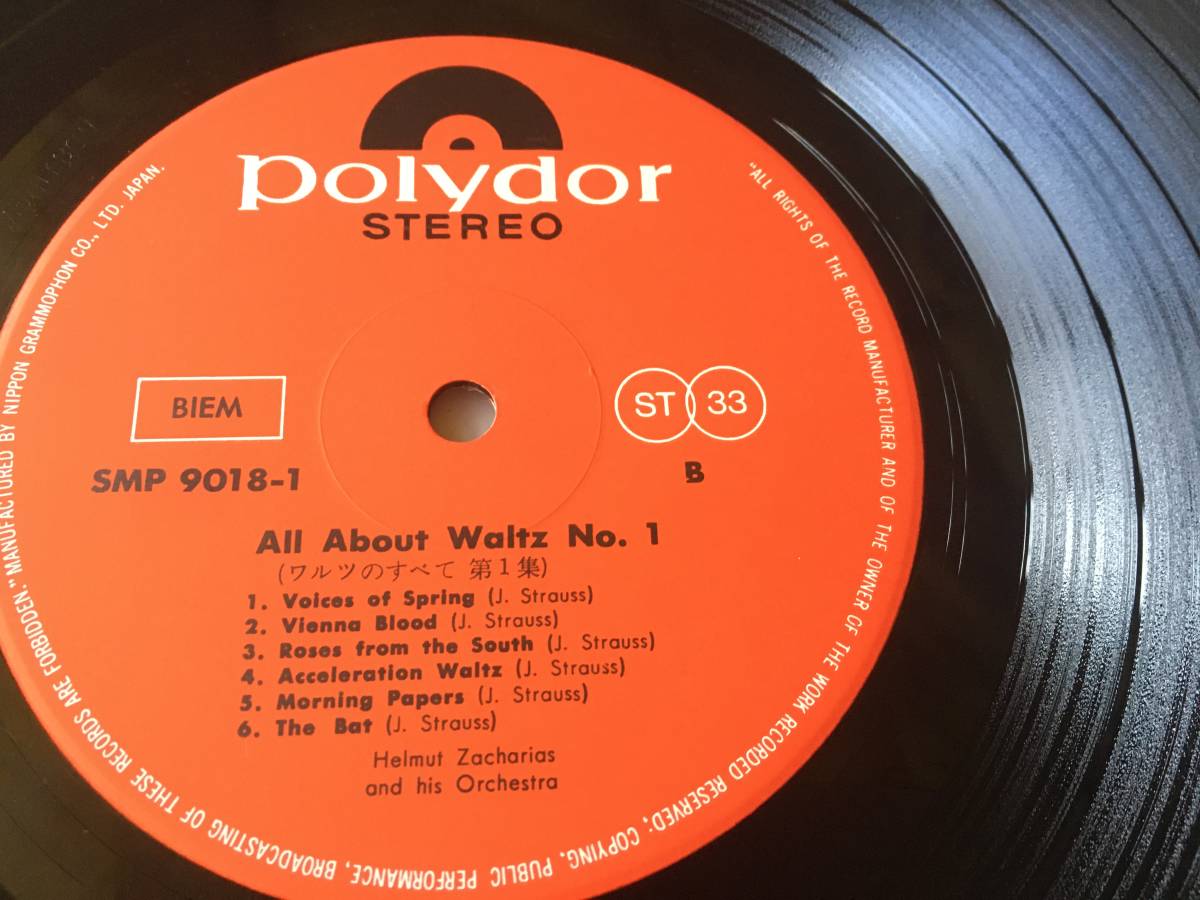 polydor
STEREO
BIEM
ST 33
SMP 9018-1
B
All About Waltz No. 1
(ワルツのすべて 第1集)
1. Voices of Spring (J. Strauss)
2. Vienna Blood (J. Strauss)
3. Roses from the South (J. Strauss)
4. Acceleration Waltz (J. Strauss)
5. Morning Papers (J. Strauss)
6. The Bat (J. Strauss)
Helmut Zacharias
and his Orchestra
"ALL RIGHTS OF THE RECORD MANUFACTURER AND OF THE OWNER OF THE WORK RECORDED RESERVED; COPYING, PUBLIC PERFORMANCE, BROADCASTING OF THESE RECORDS ARE FORBIDDEN." MANUFACTURED BY NIPPON GRAMMOPHON CO., LTD. JAPAN.